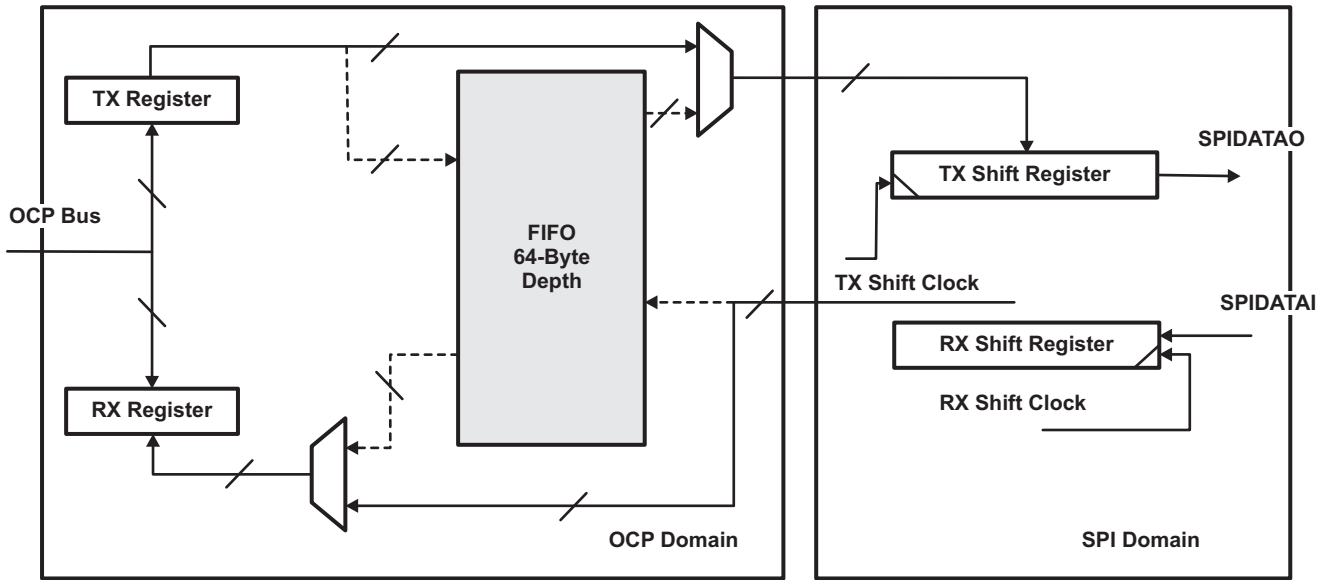 TX Register
OCP Bus
RX Register
FIFO
64-Byte
Depth
OCP Domain
SPIDATAO
TX Shift Register
TX Shift Clock
SPIDATAI
RX Shift Register
RX Shift Clock
SPI Domain